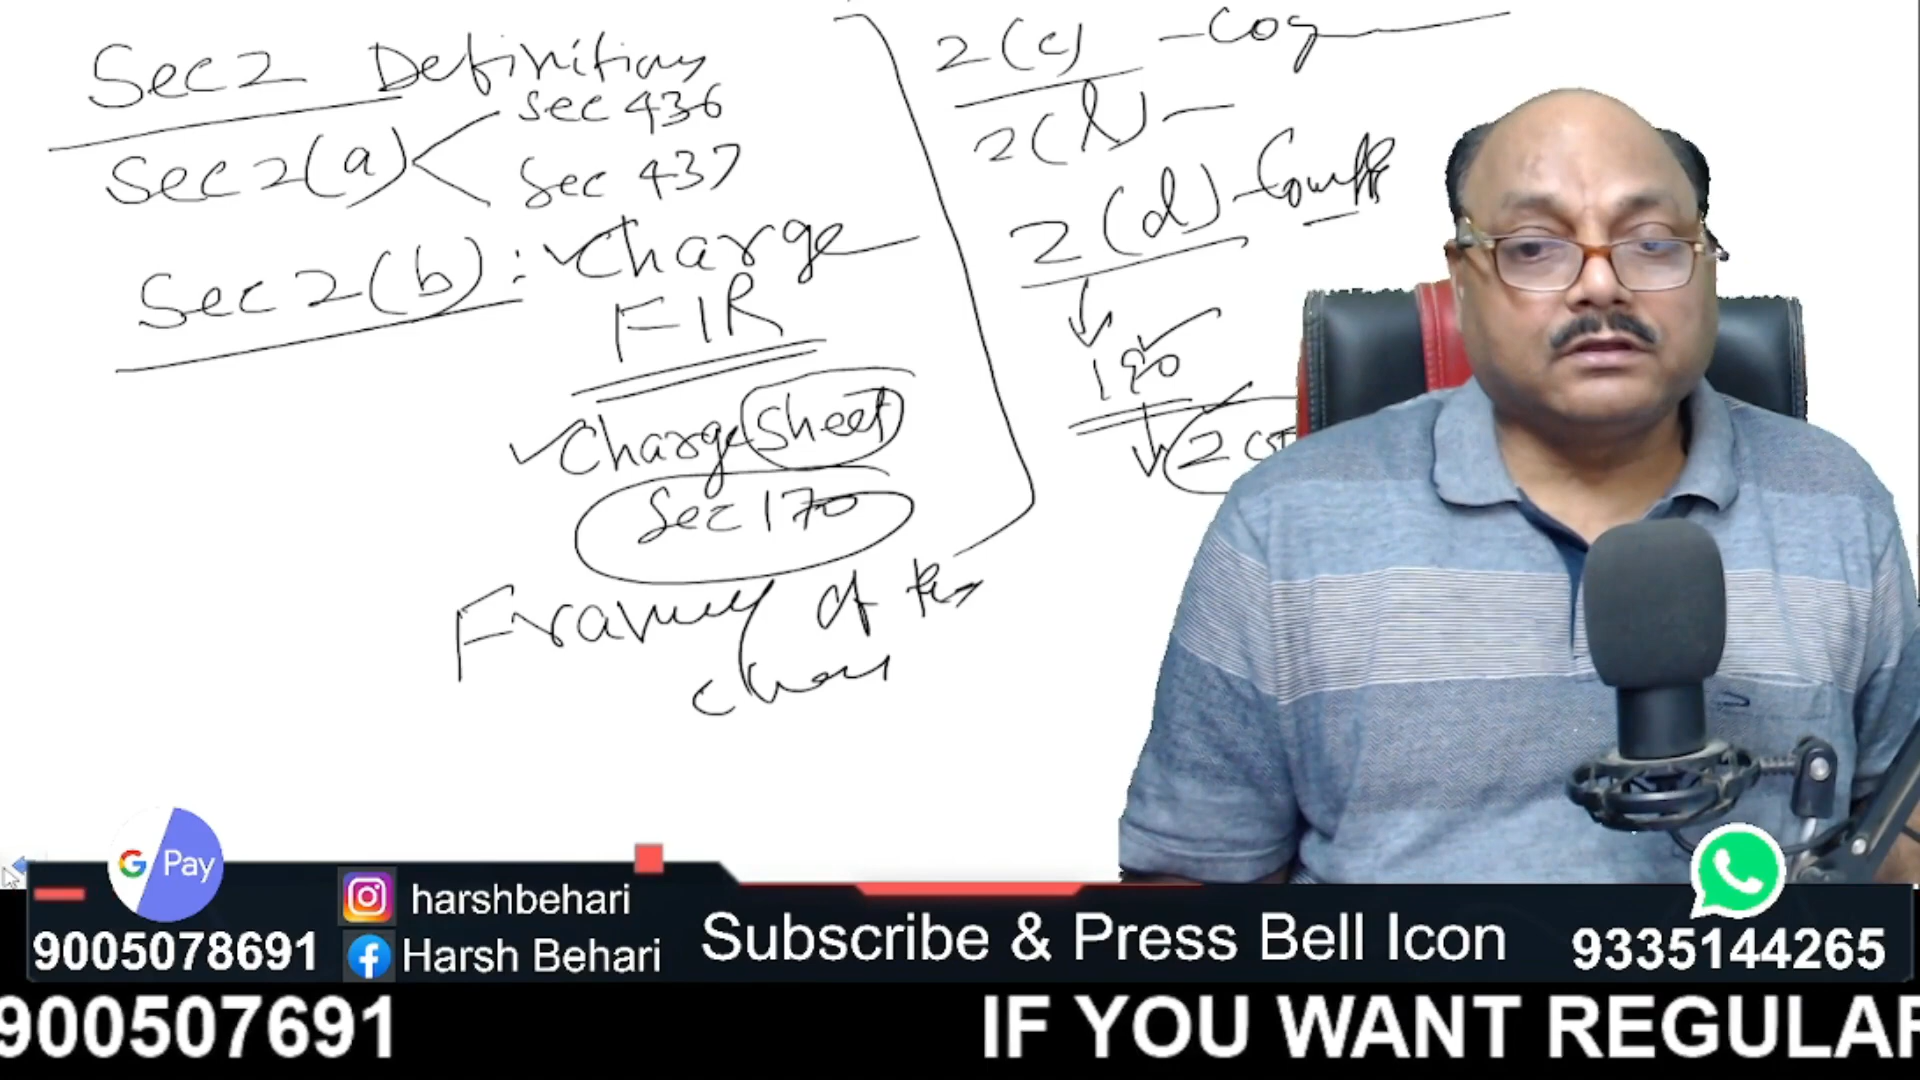 Sec 2 Definitions
Sec 2(a) < Sec 436
Sec 437
Sec 2(b) : Charge
FIR
Charge Sheet
Sec 170
of the
2(c) - Cog
2(l) -
2(d) -
190
G Pay
9005078691
harshbehari
Harsh Behari
Subscribe & Press Bell Icon
9335144265
900507691
IF YOU WANT REGULAR